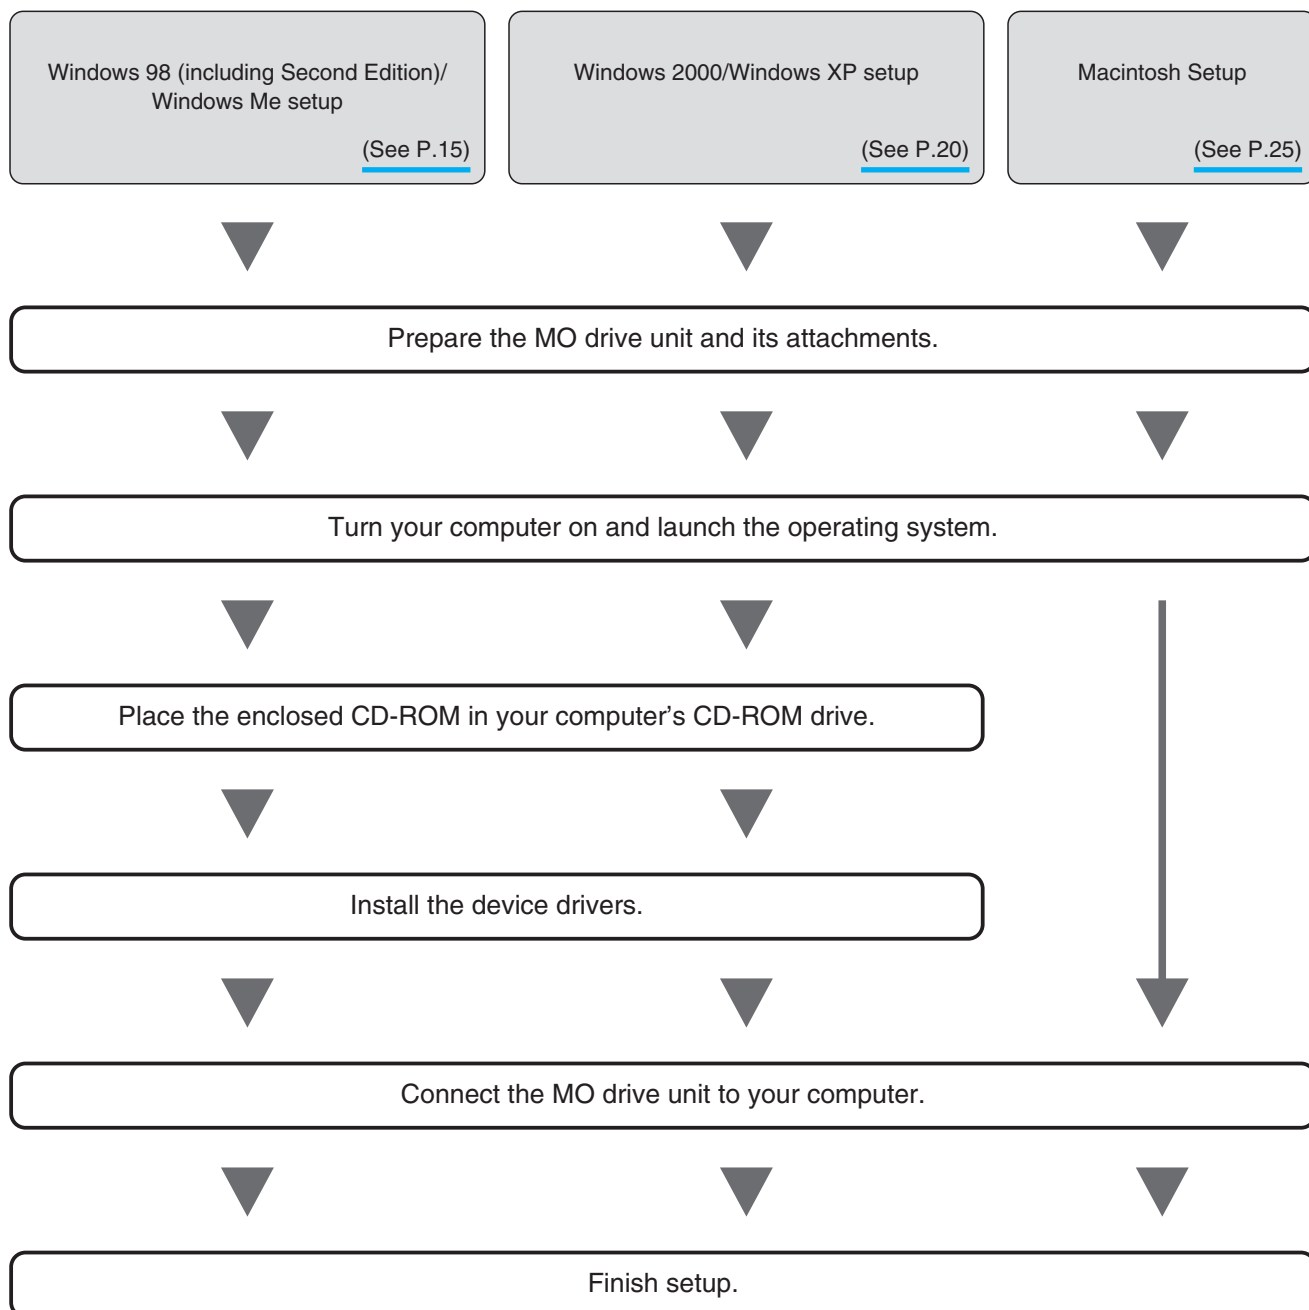 Windows 98 (including Second Edition)/
Windows Me setup
(See P.15)
Windows 2000/Windows XP setup
(See P.20)
Macintosh Setup
(See P.25)
Prepare the MO drive unit and its attachments.
Turn your computer on and launch the operating system.
Place the enclosed CD-ROM in your computer’s CD-ROM drive.
Install the device drivers.
Connect the MO drive unit to your computer.
Finish setup.